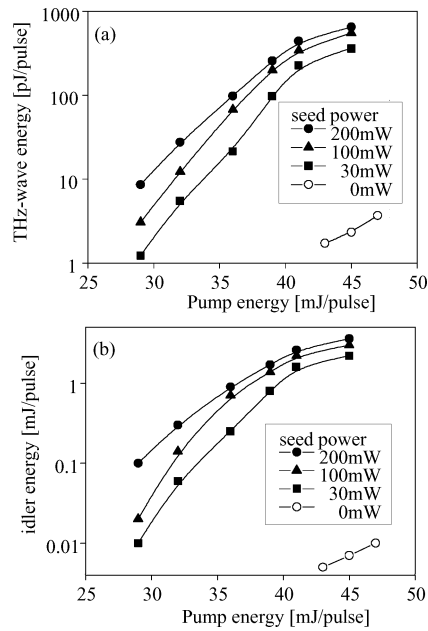 (a)
THz-wave energy [pJ/pulse]
1000
100
10
1
seed power
200mW
100mW
30mW
0mW
25 30 35 40 45 50
Pump energy [mJ/pulse]
(b)
idler energy [mJ/pulse]
1
0.1
0.01
seed power
200mW
100mW
30mW
0mW
25 30 35 40 45 50
Pump energy [mJ/pulse]